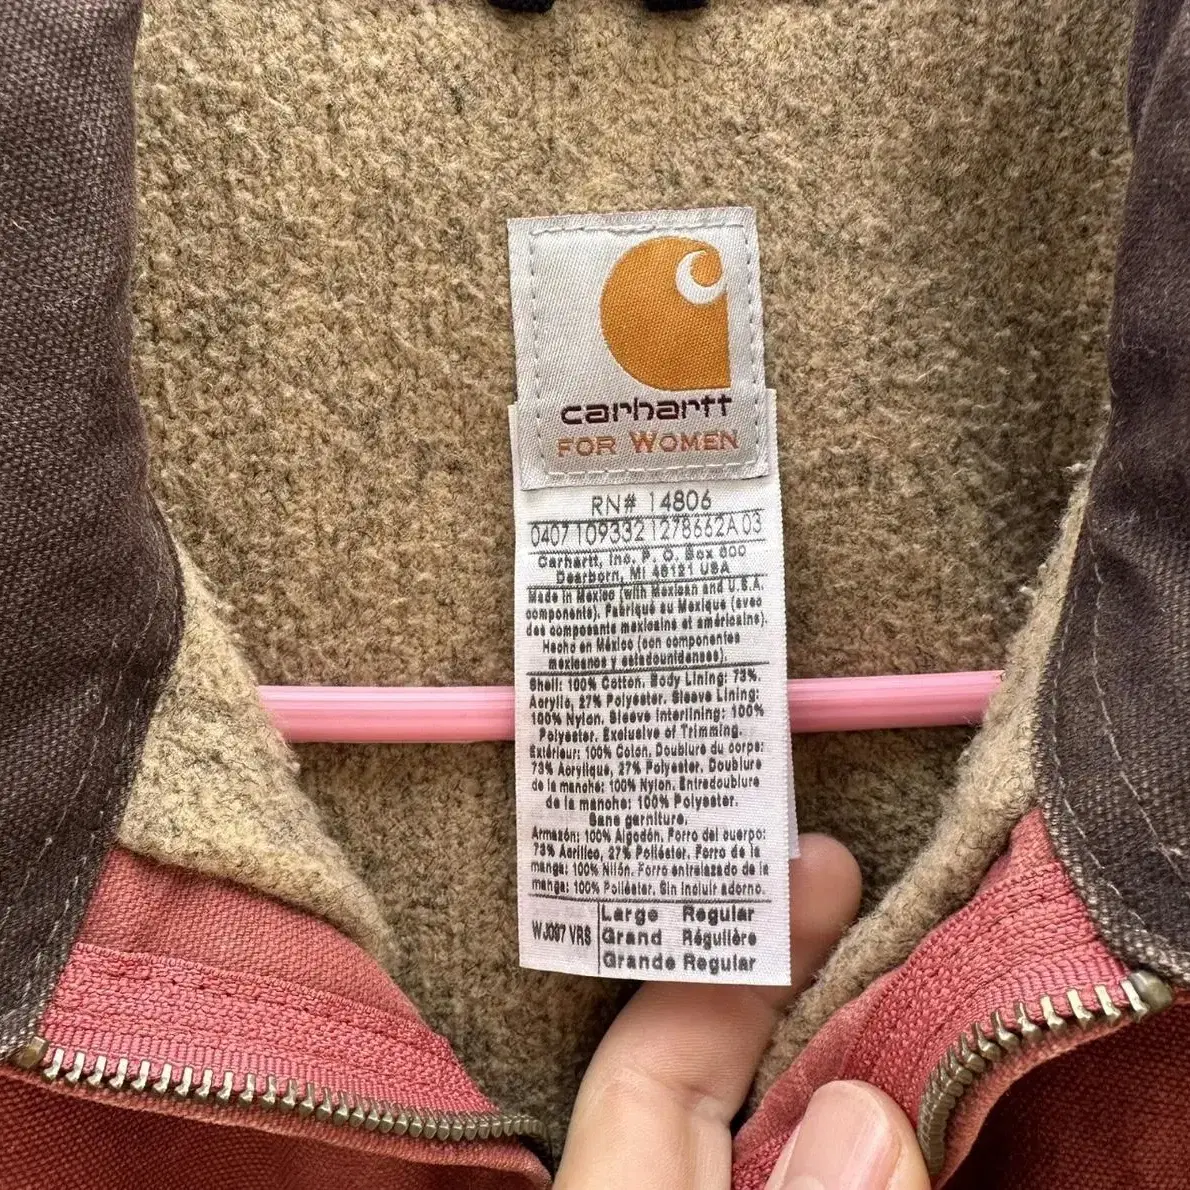 carhartt
FOR WOMEN
RN# 14806
0407 109332 1278662A 03
Carhartt, Inc. P. O. Box 600
Dearborn, MI 48121 USA
Made in Mexico (with Mexican and U.S.A.
components). Fabriqué au Mexique (avec
des composants mexicains et américains).
Hecho en México (con componentes
mexicanos y estadounidenses).
Shell: 100% Cotton. Body Lining: 73%
Acrylic, 27% Polyester. Sleeve Lining:
100% Nylon. Sleeve Interlining: 100%
Polyester. Exclusive of Trimming.
Extérieur: 100% Coton. Doublure du corps:
73% Acrylique, 27% Polyester. Doublure
de la manche: 100% Nylon. Entredoublure
de la manche: 100% Polyester.
Sans garniture.
Armazón: 100% Algodón. Forro del cuerpo:
73% Acrílico, 27% Poliéster. Forro de la
manga: 100% Nilón. Forro entrelazado de la
manga: 100% Poliéster. Sin incluir adorno.
WJ097 VRS
Large Regular
Grand Régulière
Grande Regular